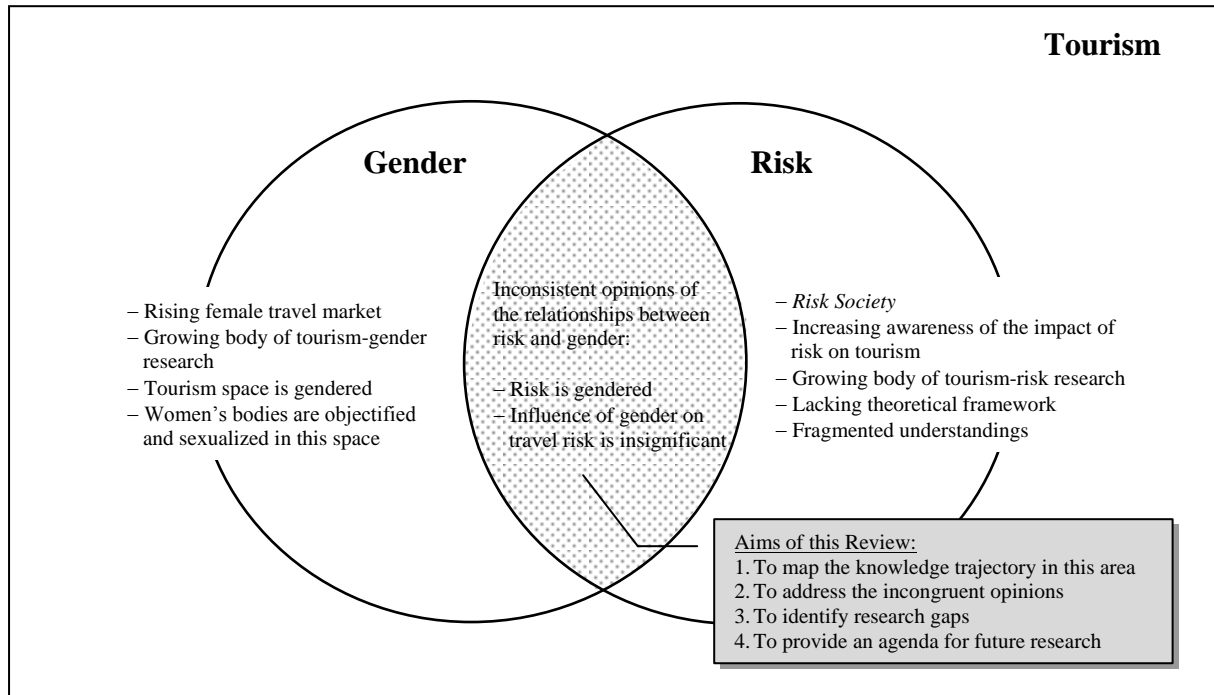 Tourism
Gender
Risk
– Rising female travel market
– Growing body of tourism-gender
research
– Tourism space is gendered
– Women’s bodies are objectified
and sexualized in this space
Inconsistent opinions of
the relationships between
risk and gender:
– Risk is gendered
– Influence of gender on
travel risk is insignificant
– Risk Society
– Increasing awareness of the impact of
risk on tourism
– Growing body of tourism-risk research
– Lacking theoretical framework
– Fragmented understandings
Aims of this Review:
1. To map the knowledge trajectory in this area
2. To address the incongruent opinions
3. To identify research gaps
4. To provide an agenda for future research